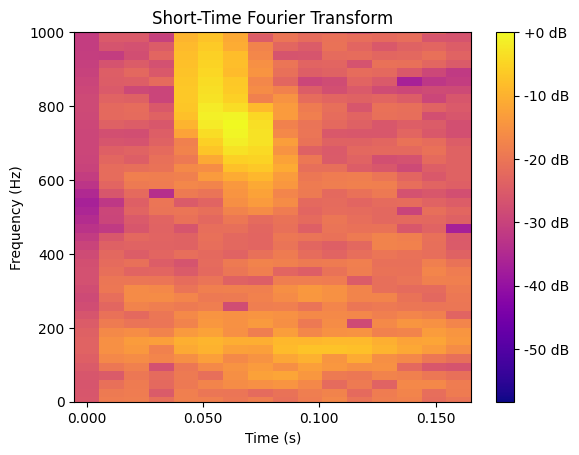 Short-Time Fourier Transform
Frequency (Hz)
1000
800
600
400
200
0
0.000
0.050
0.100
0.150
Time (s)
+0 dB
-10 dB
-20 dB
-30 dB
-40 dB
-50 dB